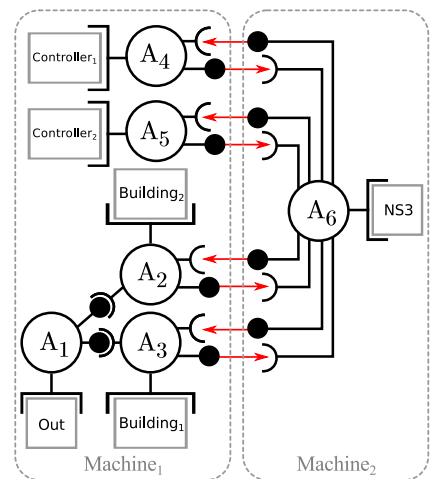 Controller₁
A₄
Controller₂
A₅
Building₂
A₆
NS3
A₂
A₁
A₃
Out
Building₁
Machine₁
Machine₂